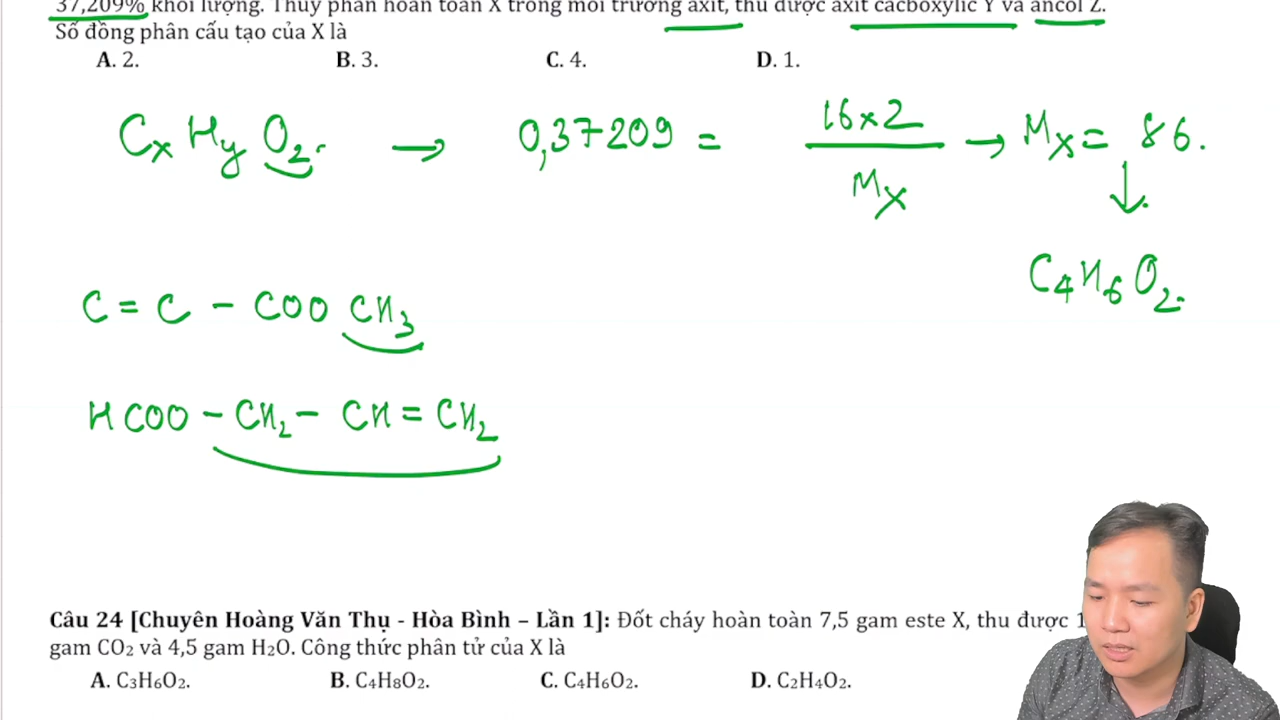 37,209% khối lượng. Thủy phân hoàn toàn X trong môi trường axit, thu được axit cacboxylic Y và ancol Z.
Số đồng phân cấu tạo của X là
A. 2. B. 3. C. 4. D. 1.
CxHyO2. → 0,37209 = 16x2 / Mx → Mx = 86.
↓
C4H6O2.
C = C – COO CH3
HCOO – CH2 – CH = CH2
Câu 24 [Chuyên Hoàng Văn Thụ - Hòa Bình – Lần 1]: Đốt cháy hoàn toàn 7,5 gam este X, thu được 1
gam CO2 và 4,5 gam H2O. Công thức phân tử của X là
A. C3H6O2. B. C4H8O2. C. C4H6O2. D. C2H4O2.